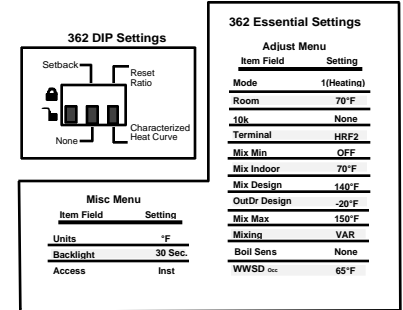 362 DIP Settings
Setback
Reset
Ratio
None
Characterized
Heat Curve
Misc Menu
Item Field Setting
Units °F
Backlight 30 Sec.
Access Inst
362 Essential Settings
Adjust Menu
Item Field Setting
Mode 1(Heating)
Room 70°F
10k None
Terminal HRF2
Mix Min OFF
Mix Indoor 70°F
Mix Design 140°F
OutDr Design -20°F
Mix Max 150°F
Mixing VAR
Boil Sens None
WWSD Occ 65°F